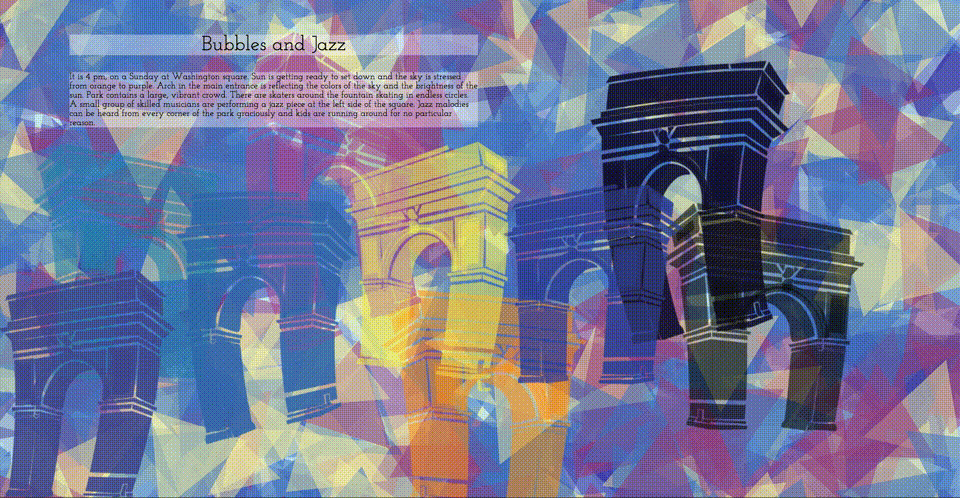 Bubbles and Jazz
It is 4 pm, on a Sunday at Washington square. Sun is getting ready to set down and the sky is stressed
from orange to purple. Arch in the main entrance is reflecting the colors of the sky and the brightness of the
sun. Park contains a large, vibrant crowd. There are skaters around the fountain skating in endless circles.
A small group of skilled musicians are performing a jazz piece at the left side of the square. Jazz malodies
can be heard from every corner of the park graciously and kids are running around for no particular
reason.